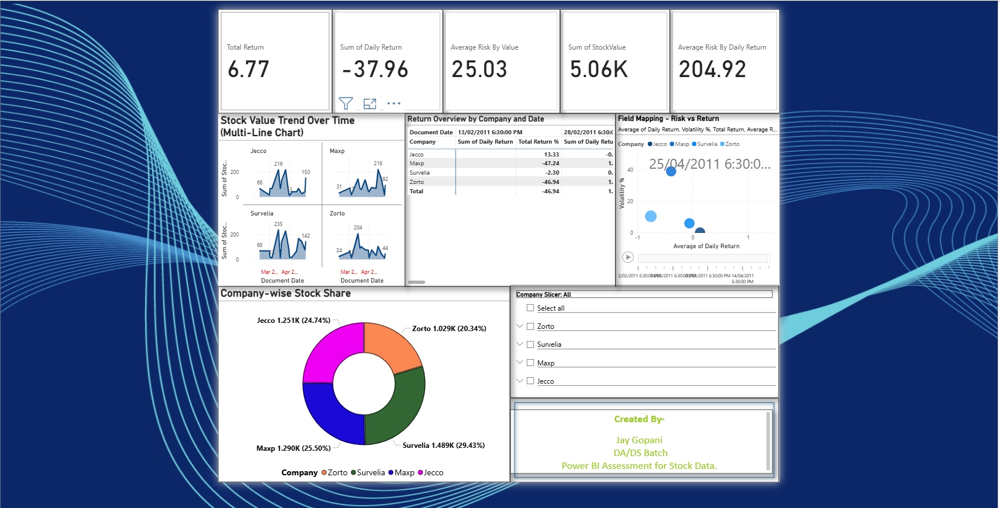 Total Return
6.77
Sum of Daily Return
-37.96
Average Risk By Value
25.03
Sum of StockValue
5.06K
Average Risk By Daily Return
204.92
Stock Value Trend Over Time
(Multi-Line Chart)
Sum of Stoc...
200
0
Jecco
66
216
3
150
Maxp
31
218
92
Sum of Stoc...
200
0
Survelia
68
235
142
Zorto
24
204
44
Mar 2... Apr 2...
Mar 2... Apr 2...
Document Date
Document Date
Return Overview by Company and Date
Document Date 13/02/2011 6:30:00 PM 28/02/2011 6:30:0
Company Sum of Daily Return Total Return % Sum of Daily Retu
Jecco 13.33 -0.
Maxp -47.24 1.
Survelia -2.30 0.
Zorto -46.94 1.
Total -46.94 1.
Field Mapping - Risk vs Return
Average of Daily Return, Volatility %, Total Return, Average R...
Company Jecco Maxp Survelia Zorto
25/04/2011 6:30:0...
Volatility %
40
20
0
-1 0 1
Average of Daily Return
3/02/2011 6:30:00 PM
6:30:00 PM 14/04/2011
6:30:00 PM
Company-wise Stock Share
Jecco 1.251K (24.74%)
Zorto 1.029K (20.34%)
Maxp 1.290K (25.50%)
Survelia 1.489K (29.43%)
Company Zorto Survelia Maxp Jecco
Company Slicer: All
Select all
Zorto
Survelia
Maxp
Jecco
Created By-
Jay Gopani
DA/DS Batch
Power BI Assessment for Stock Data.